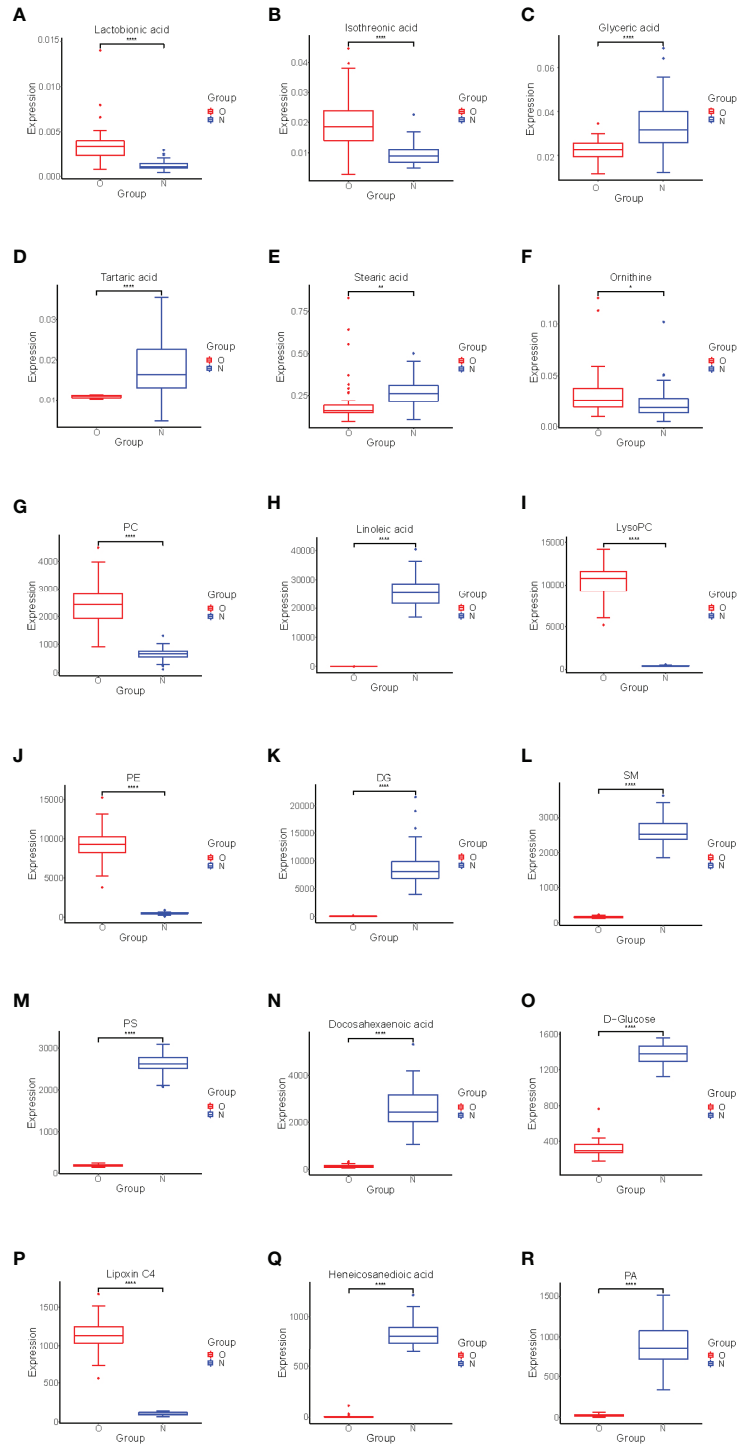 A
Lactobionic acid
****
0.015
0.010
0.005
0.000
Expression
O
N
Group
Group
O
N
B
Isothreonic acid
****
0.04
0.03
0.02
0.01
Expression
O
N
Group
Group
O
N
C
Glyceric acid
****
0.06
0.04
0.02
Expression
O
N
Group
Group
O
N
D
Tartaric acid
****
0.03
0.02
0.01
Expression
O
N
Group
Group
O
N
E
Stearic acid
**
0.75
0.50
0.25
Expression
O
N
Group
Group
O
N
F
Ornithine
*
0.10
0.05
0.00
Expression
O
N
Group
Group
O
N
G
PC
****
4000
3000
2000
1000
0
Expression
O
N
Group
Group
O
N
H
Linoleic acid
****
40000
30000
20000
10000
0
Expression
O
N
Group
Group
O
N
I
LysoPC
****
15000
10000
5000
0
Expression
O
N
Group
Group
O
N
J
PE
****
15000
10000
5000
0
Expression
O
N
Group
Group
O
N
K
DG
****
20000
15000
10000
5000
0
Expression
O
N
Group
Group
O
N
L
SM
****
3000
2000
1000
0
Expression
O
N
Group
Group
O
N
M
PS
****
3000
2000
1000
0
Expression
O
N
Group
Group
O
N
N
Docosahexaenoic acid
****
4000
2000
0
Expression
O
N
Group
Group
O
N
O
D-Glucose
****
1600
1200
800
400
Expression
O
N
Group
Group
O
N
P
Lipoxin C4
****
1500
1000
500
0
Expression
O
N
Group
Group
O
N
Q
Heneicosanedioic acid
****
1000
500
0
Expression
O
N
Group
Group
O
N
R
PA
****
1500
1000
500
0
Expression
O
N
Group
Group
O
N